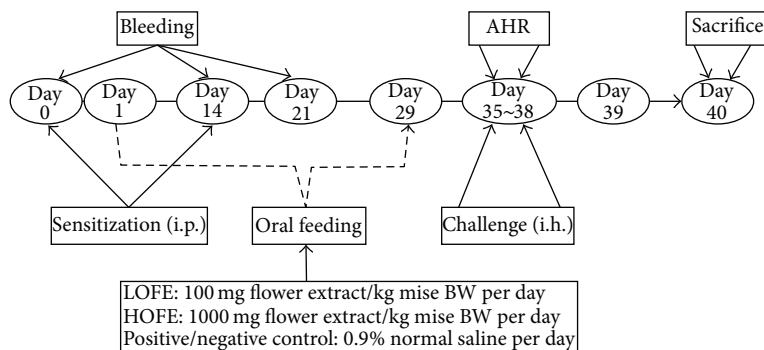 Bleeding
AHR
Sacrifice
Day
0
Day
1
Day
14
Day
21
Day
29
Day
35~38
Day
39
Day
40
Sensitization (i.p.)
Oral feeding
Challenge (i.h.)
LOFE: 100 mg flower extract/kg mise BW per day
HOFE: 1000 mg flower extract/kg mise BW per day
Positive/negative control: 0.9% normal saline per day